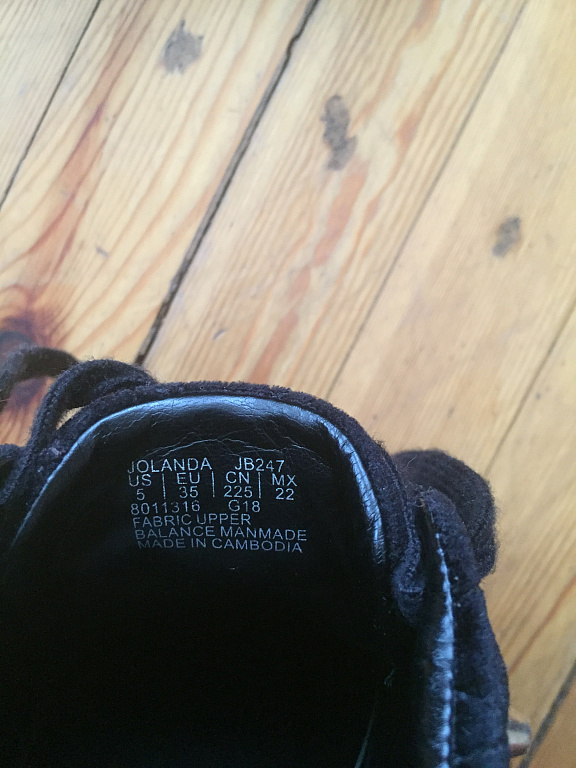 JOLANDA JB247
US | EU | CN | MX
5 | 35 | 225 | 22
8011316 G18
FABRIC UPPER
BALANCE MANMADE
MADE IN CAMBODIA